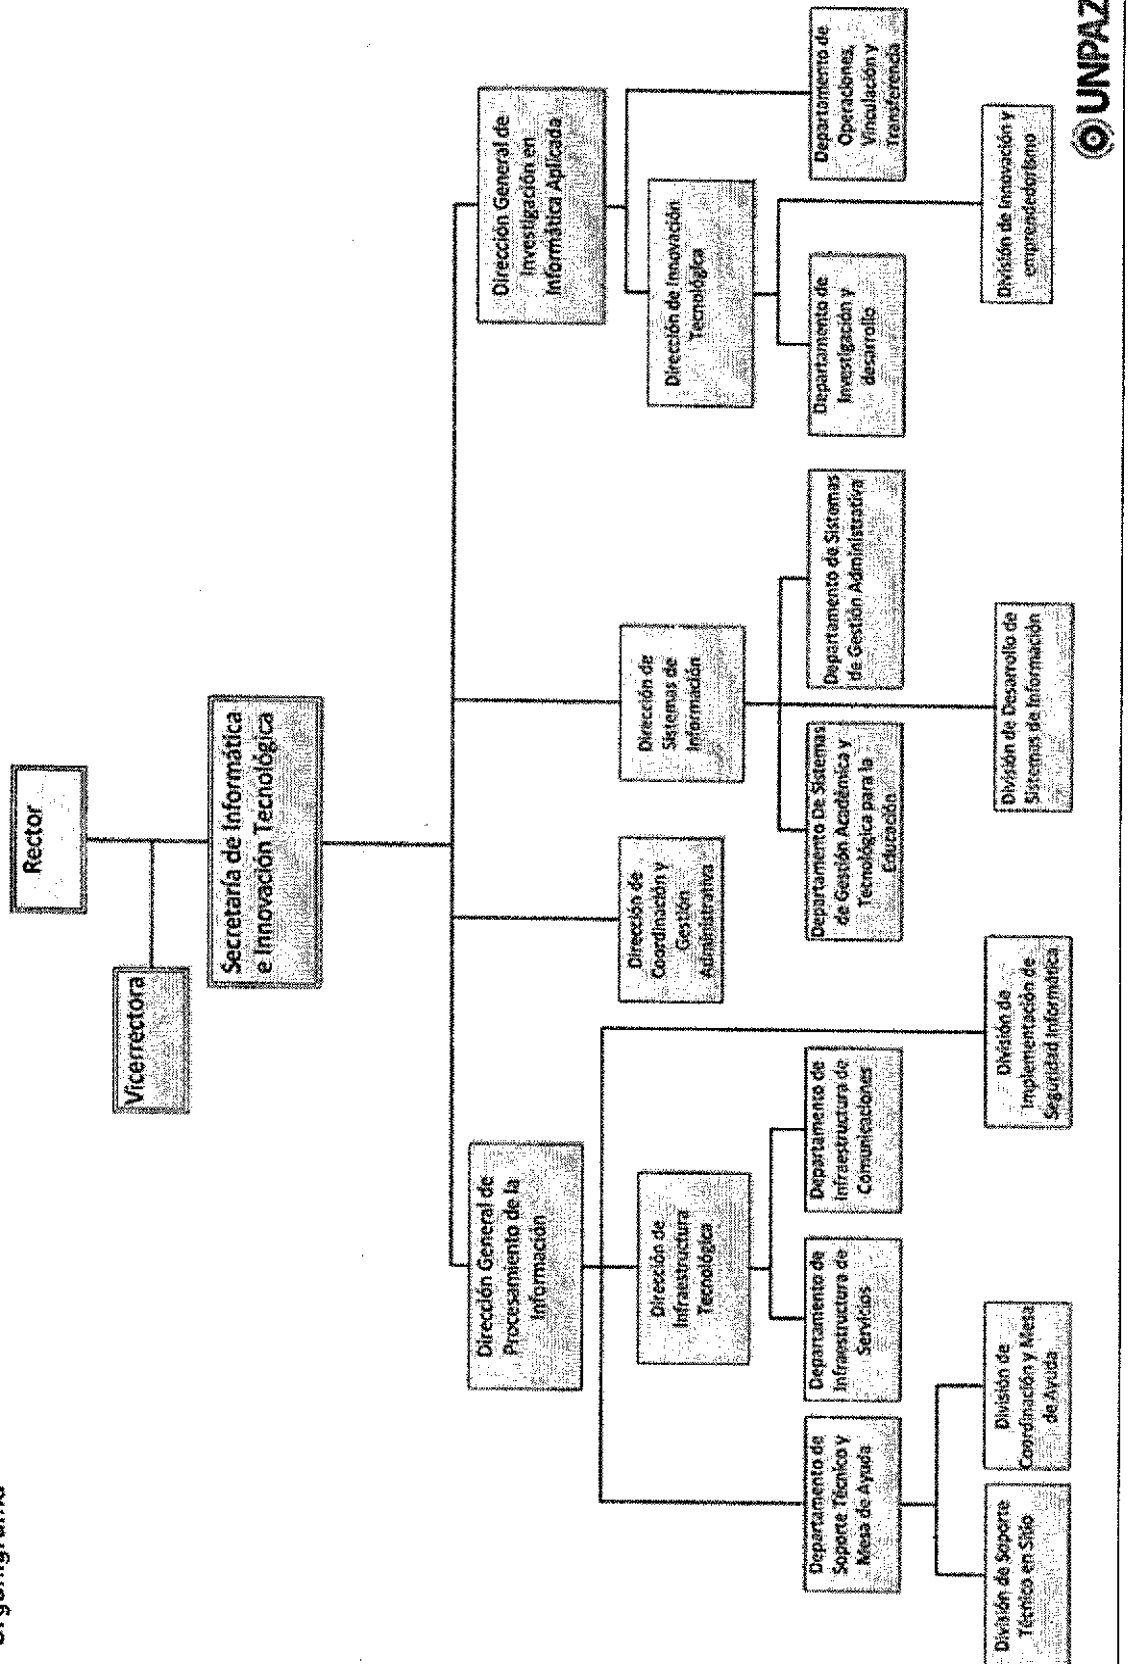 Organigrama
Rector
Vicerrectora
Secretaría de Informática
e Innovación Tecnológica
Dirección General de
Procesamiento de la
Información
Dirección General de
Investigación en
Informática Aplicada
Dirección de
Infraestructura
Tecnológica
Dirección de
Coordinación y
Gestión
Administrativa
Dirección de
Sistemas de
Información
Dirección de Innovación
Tecnológica
Departamento de
Soporte Técnico y
Mesa de Ayuda
Departamento de
Infraestructura de
Servicios
Departamento de
Infraestructura de
Comunicaciones
Departamento De Sistemas
de Gestión Académica y
Tecnológica para la
Educación
Departamento de Sistemas
de Gestión Administrativa
Departamento de
Investigación y
desarrollo
Departamento de
Operaciones,
Vinculación y
Transferencia
División de Soporte
Técnico en Sitio
División de
Coordinación y Mesa
de Ayuda
División de
Implementación de
Seguridad Informática
División de Desarrollo de
Sistemas de Información
División de Innovación y
emprendedorismo
UNPAZ